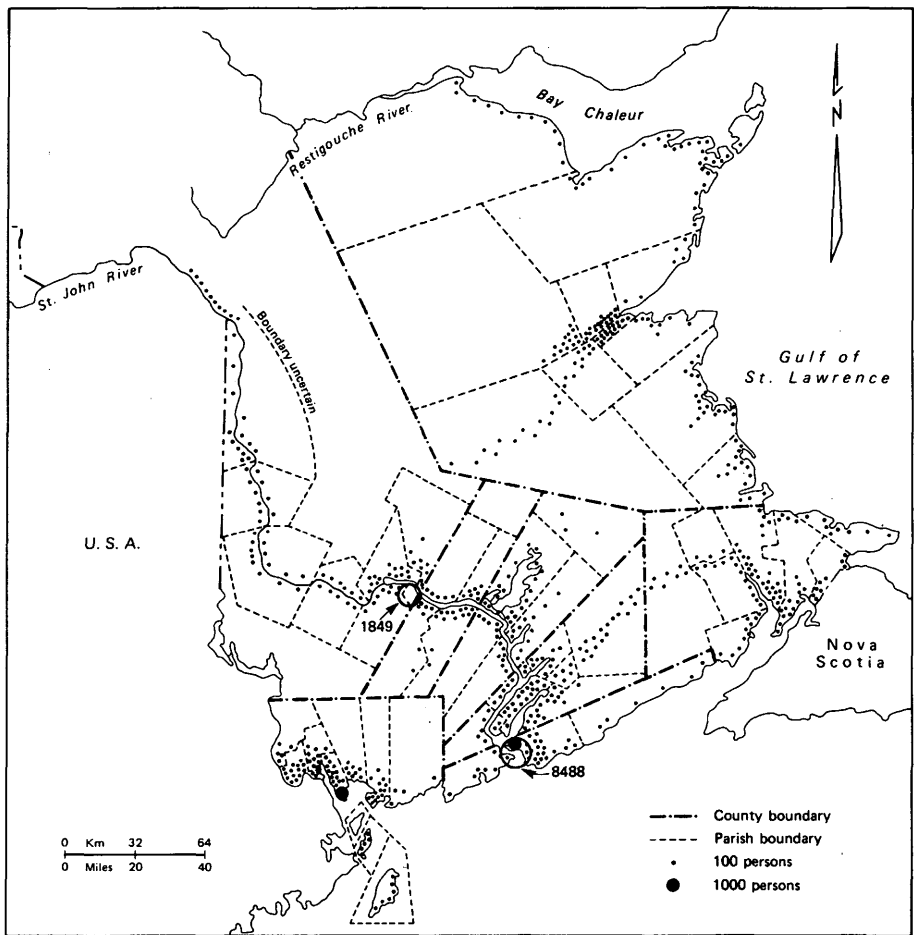 Bay
Chaleur
Restigouche River.
N
St. John River
Boundary uncertain
Gulf of
St. Lawrence
U.S.A.
1849
Nova
Scotia
8488
County boundary
Parish boundary
100 persons
1000 persons
0 Km 32 64
0 Miles 20 40